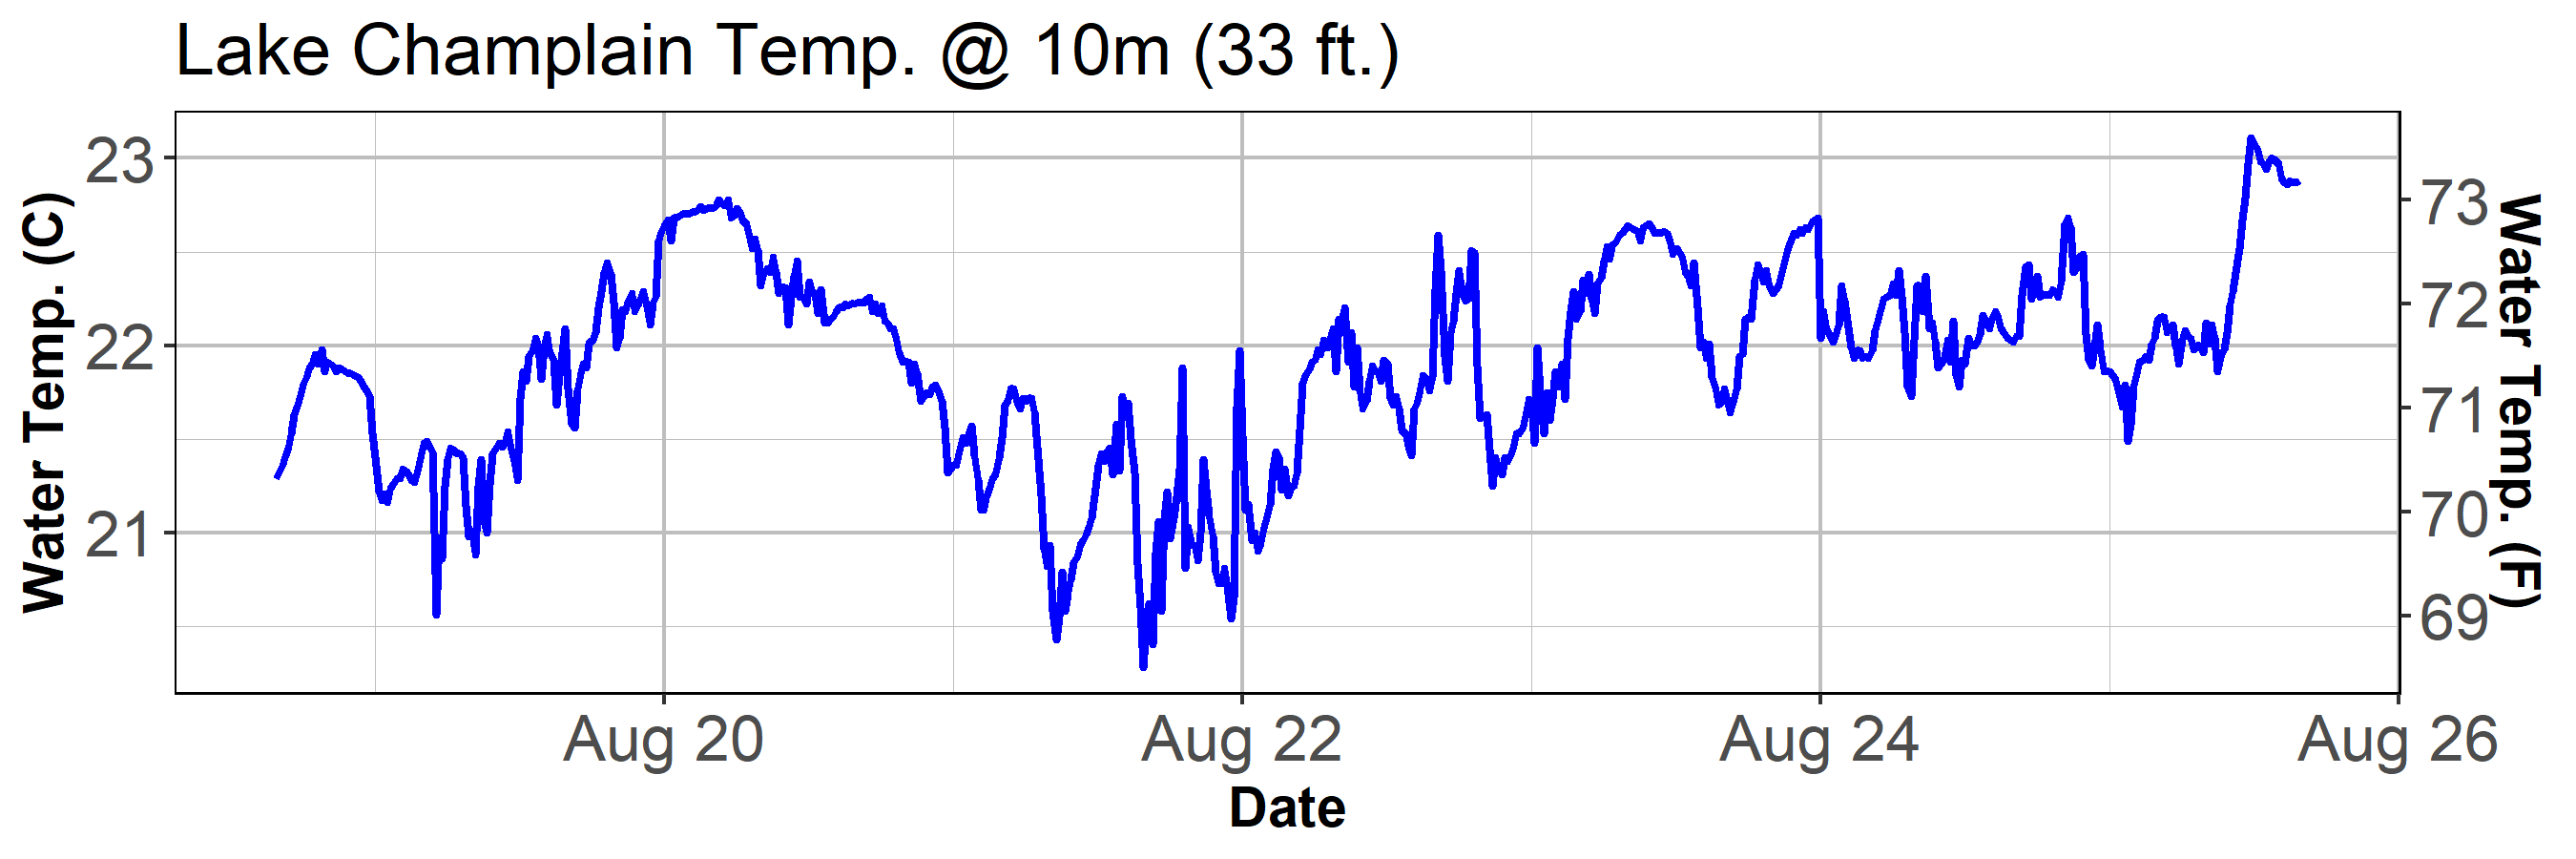 Lake Champlain Temp. @ 10m (33 ft.)
Water Temp. (C)
23
22
21
73
72
71
70
69
Water Temp. (F)
Aug 20
Aug 22
Aug 24
Aug 26
Date